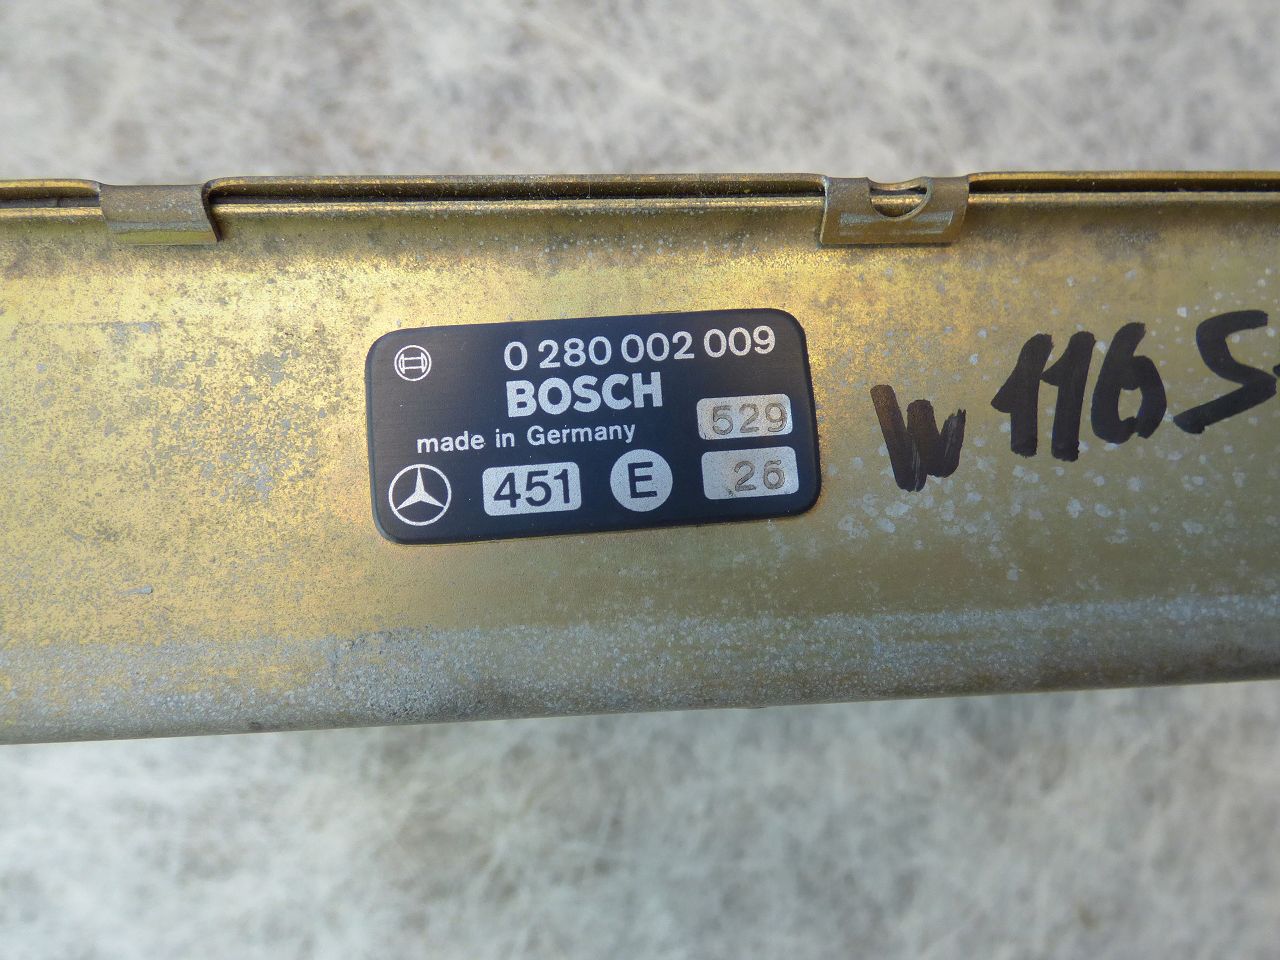 0 280 002 009
BOSCH
made in Germany
529
451 E 26
W 116 S